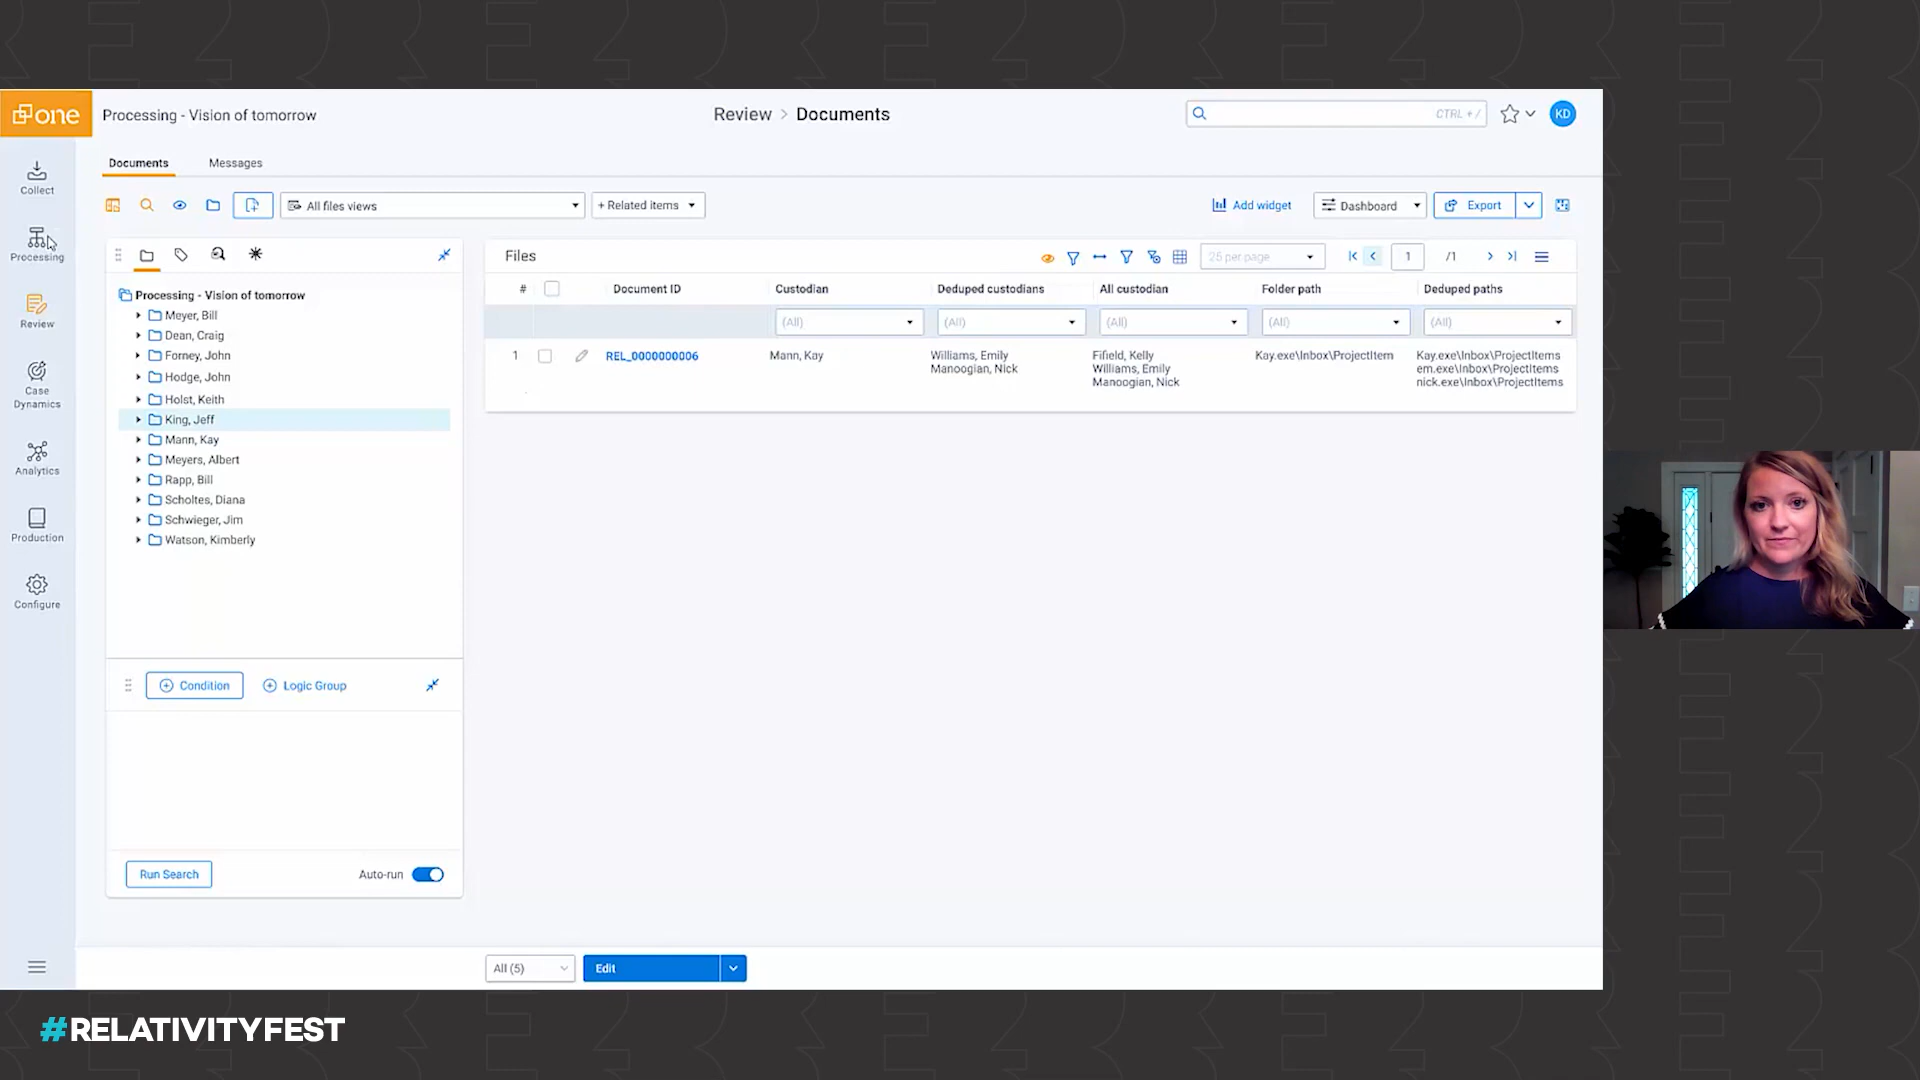 one
Processing - Vision of tomorrow
Review > Documents
CTRL + /
KD
Documents
Messages
All files views
+ Related items
Add widget
Dashboard
Export
Collect
Processing
Review
Case
Dynamics
Analytics
Production
Configure
Processing - Vision of tomorrow
Meyer, Bill
Dean, Craig
Forney, John
Hodge, John
Holst, Keith
King, Jeff
Mann, Kay
Meyers, Albert
Rapp, Bill
Scholtes, Diana
Schwieger, Jim
Watson, Kimberly
Condition
Logic Group
Run Search
Auto-run
Files
25 per page
1
/1
# Document ID Custodian Deduped custodians All custodian Folder path Deduped paths
(All) (All) (All) (All) (All)
1 REL_0000000006 Mann, Kay Williams, Emily Fifield, Kelly Kay.exe\Inbox\ProjectItem Kay.exe\Inbox\ProjectItems
Manoogian, Nick Williams, Emily em.exe\Inbox\ProjectItems
Manoogian, Nick nick.exe\Inbox\ProjectItems
All (5)
Edit
#RELATIVITYFEST